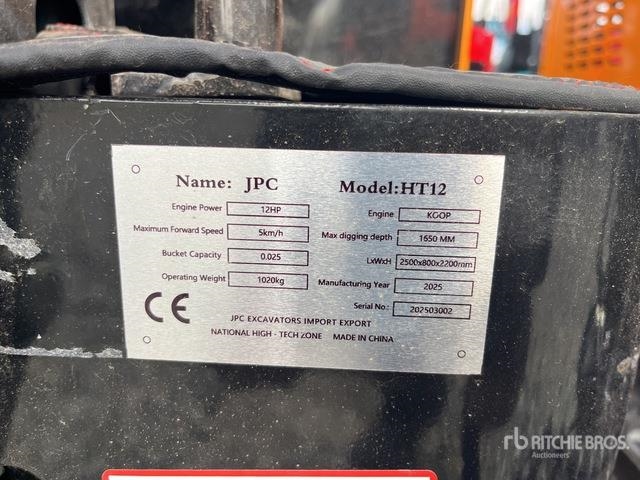 Name: JPC Model:HT12
Engine Power 12HP Engine KOOP
Maximum Forward Speed 5km/h Max digging depth 1650 MM
Bucket Capacity 0.025 LxWxH 2500x800x2200mm
Operating Weight 1020kg Manufacturing Year 2025
Serial No.: 202503002
CE
JPC EXCAVATORS IMPORT EXPORT
NATIONAL HIGH - TECH ZONE MADE IN CHINA
rb RITCHIE BROS.
Auctioneers